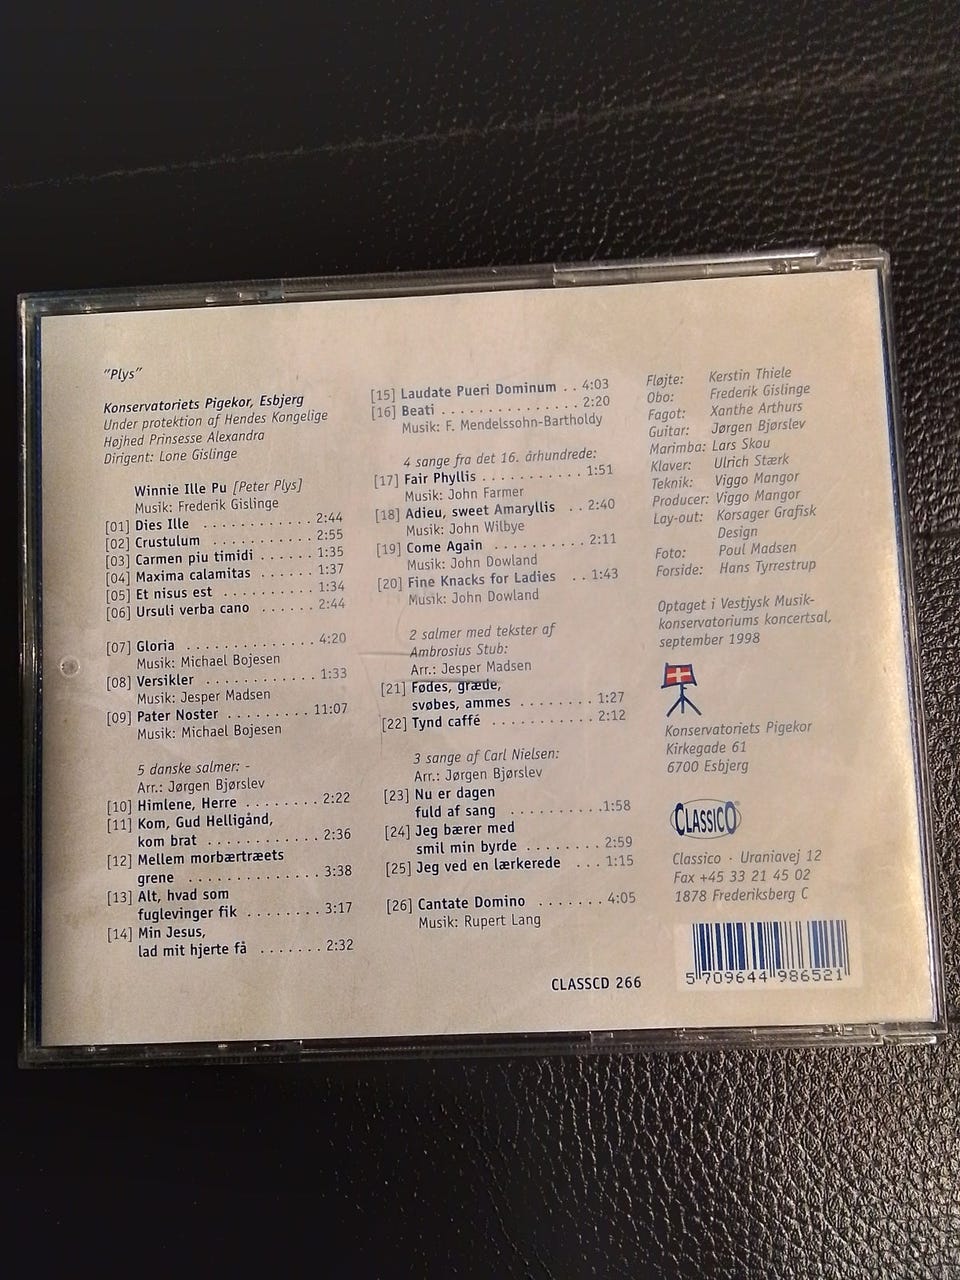 "Plys"
Konservatoriets Pigekor, Esbjerg
Under protektion af Hendes Kongelige
Højhed Prinsesse Alexandra
Dirigent: Lone Gislinge
Winnie Ille Pu [Peter Plys]
Musik: Frederik Gislinge
[01] Dies Ille . . . . . . . . . . . . 2:44
[02] Crustulum . . . . . . . . . . . 2:55
[03] Carmen piu timidi . . . . . . 1:35
[04] Maxima calamitas . . . . . . 1:37
[05] Et nisus est . . . . . . . . . . 1:34
[06] Ursuli verba cano . . . . . . 2:44
[07] Gloria . . . . . . . . . . . . . . 4:20
Musik: Michael Bojesen
[08] Versikler . . . . . . . . . . . . 1:33
Musik: Jesper Madsen
[09] Pater Noster . . . . . . . . . 11:07
Musik: Michael Bojesen
5 danske salmer: -
Arr.: Jørgen Bjørslev
[10] Himlene, Herre . . . . . . . . 2:22
[11] Kom, Gud Helligånd,
kom brat . . . . . . . . . . . . 2:36
[12] Mellem morbærtræets
grene . . . . . . . . . . . . . . 3:38
[13] Alt, hvad som
fuglevinger fik . . . . . . . . 3:17
[14] Min Jesus,
lad mit hjerte få . . . . . . . 2:32
[15] Laudate Pueri Dominum . . 4:03
[16] Beati . . . . . . . . . . . . . . . 2:20
Musik: F. Mendelssohn-Bartholdy
4 sange fra det 16. århundrede:
[17] Fair Phyllis . . . . . . . . . . . 1:51
Musik: John Farmer
[18] Adieu, sweet Amaryllis . . 2:40
Musik: John Wilbye
[19] Come Again . . . . . . . . . . 2:11
Musik: John Dowland
[20] Fine Knacks for Ladies . . 1:43
Musik: John Dowland
2 salmer med tekster af
Ambrosius Stub:
Arr.: Jesper Madsen
[21] Fødes, græde,
svøbes, ammes . . . . . . . . 1:27
[22] Tynd caffé . . . . . . . . . . . 2:12
3 sange af Carl Nielsen:
Arr.: Jørgen Bjørslev
[23] Nu er dagen
fuld af sang . . . . . . . . . .1:58
[24] Jeg bærer med
smil min byrde . . . . . . . . 2:59
[25] Jeg ved en lærkerede . . . 1:15
[26] Cantate Domino . . . . . . . 4:05
Musik: Rupert Lang
Fløjte: Kerstin Thiele
Obo: Frederik Gislinge
Fagot: Xanthe Arthurs
Guitar: Jørgen Bjørslev
Marimba: Lars Skou
Klaver: Ulrich Stærk
Teknik: Viggo Mangor
Producer: Viggo Mangor
Lay-out: Korsager Grafisk
Design
Foto: Poul Madsen
Forside: Hans Tyrrestrup
Optaget i Vestjysk Musik-
konservatoriums koncertsal,
september 1998
Konservatoriets Pigekor
Kirkegade 61
6700 Esbjerg
CLASSICO®
Classico · Uraniavej 12
Fax +45 33 21 45 02
1878 Frederiksberg C
5 709644 986521
CLASSCD 266